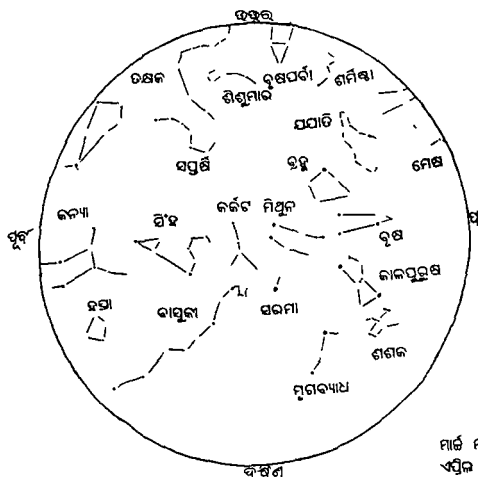 ଉତ୍ତର
ତକ୍ଷକ
ଶିଶୁମାର
ବୃଷପର୍ବା
ଶର୍ମିଷ୍ଠା
ଯଯାତି
ସପ୍ତର୍ଷି
ବ୍ରହ୍ମ
ମେଷ
କନ୍ୟା
ସିଂହ
କର୍କଟ ମିଥୁନ
ପୂର୍ବ
ବୃଷ
କାଳପୁରୁଷ
ହସ୍ତା
ବାସୁକୀ
ସରମା
ଶଶକ
ମୃଗବ୍ୟାଧ
ମାର୍ଚ୍ଚ
ଏପ୍ରିଲ
ଦକ୍ଷିଣ